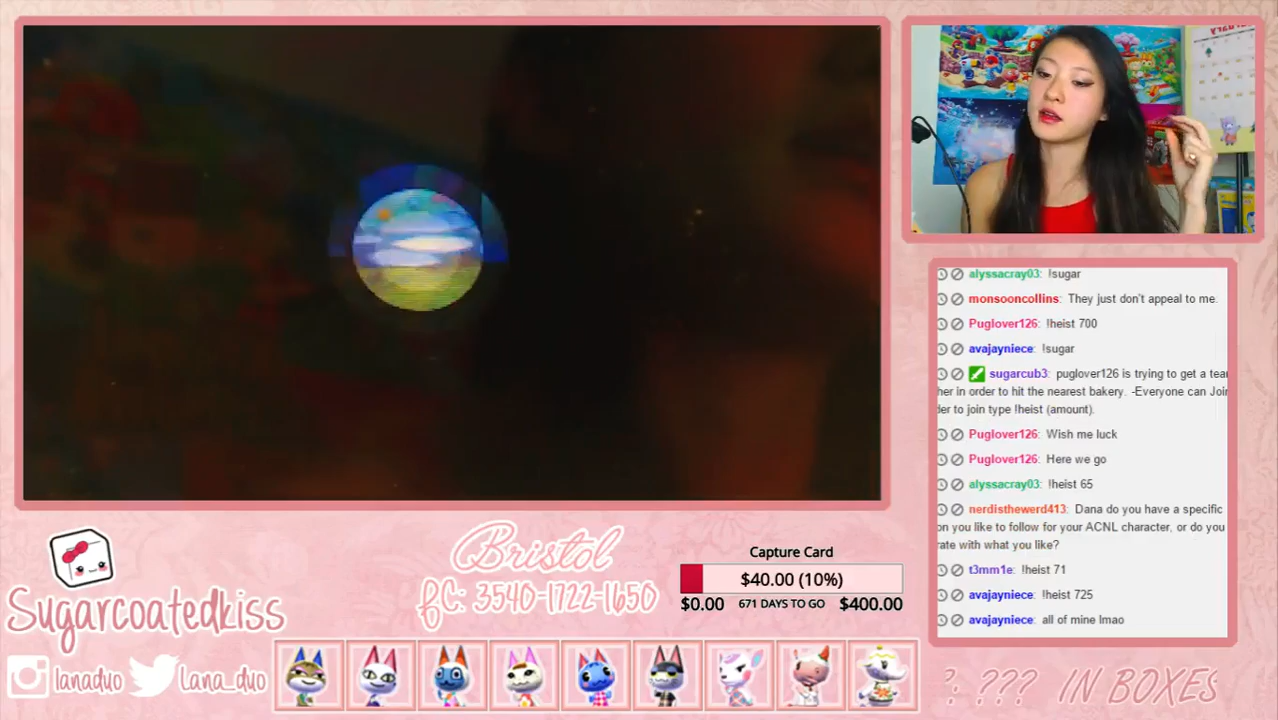 alyssacray03: !sugar
monsooncollins: They just don't appeal to me.
Puglover126: !heist 700
avajayniece: !sugar
sugarcub3: puglover126 is trying to get a tea
her in order to hit the nearest bakery. -Everyone can Joi
der to join type !heist (amount).
Puglover126: Wish me luck
Puglover126: Here we go
alyssacray03: !heist 65
nerdisthewerd413: Dana do you have a specific
on you like to follow for your ACNL character, or do you
rate with what you like?
t3mm1e: !heist 71
avajayniece: !heist 725
avajayniece: all of mine lmao
Bristol
FC: 3540-1722-1650
Capture Card
$40.00 (10%)
$0.00 671 DAYS TO GO $400.00
Sugarcoatedkiss
lanaduo Lana_duo
: ??? IN BOXES